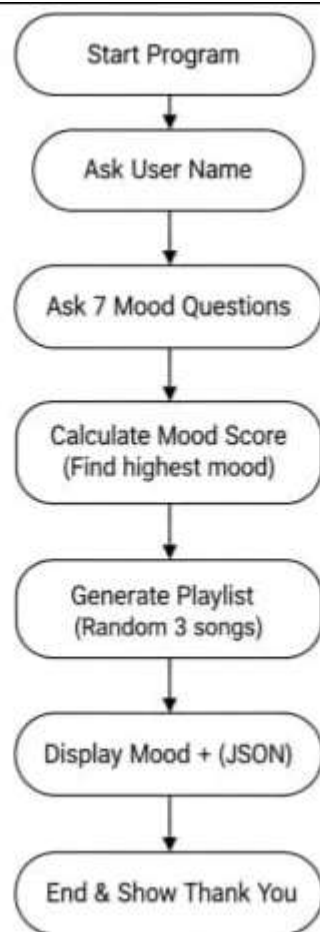 Start Program
Ask User Name
Ask 7 Mood Questions
Calculate Mood Score
(Find highest mood)
Generate Playlist
(Random 3 songs)
Display Mood + (JSON)
End & Show Thank You